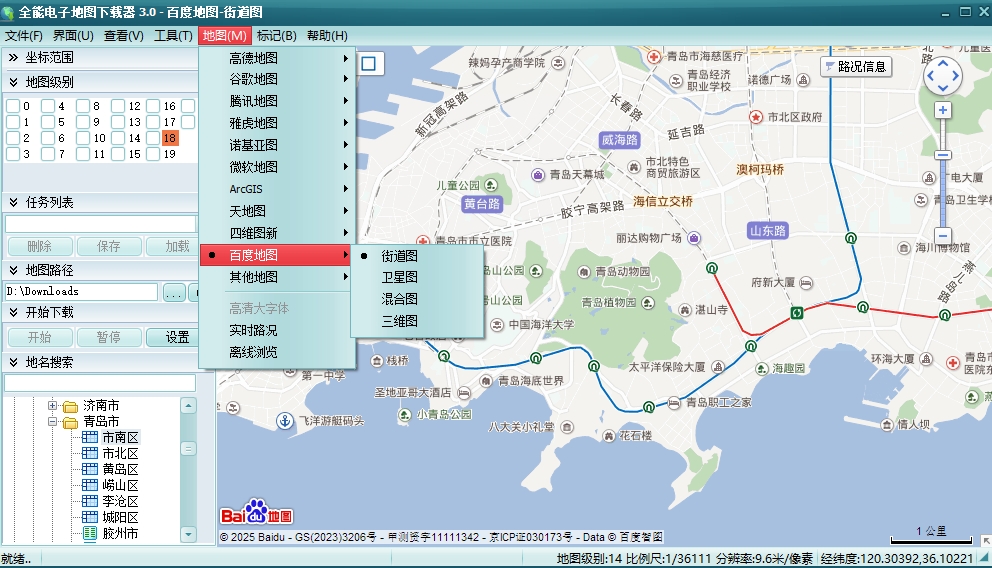 全能电子地图下载器 3.0 - 百度地图-街道图
文件(F) 界面(U) 查看(V) 工具(T) 地图(M) 标记(B) 帮助(H)
坐标范围
地图级别
0 4 8 12 16
1 5 9 13 17
2 6 10 14 18
3 7 11 15 19
任务列表
删除 保存 加载
地图路径
D:\Downloads
...
开始下载
开始 暂停 设置
地名搜索
济南市
青岛市
市南区
市北区
黄岛区
崂山区
李沧区
城阳区
胶州市
高德地图
谷歌地图
腾讯地图
雅虎地图
诺基亚图
微软地图
ArcGIS
天地图
四维图新
百度地图
其他地图
高清大字体
实时路况
离线浏览
街道图
卫星图
混合图
三维图
路况信息
辣妈孕产商学院
青岛市海慈医疗
青岛经济
职业学校
诺德广场
儿童医
新冠高架路
长春路
延吉路
市北区政府
威海路
市北特色
商贸旅游区
澳柯玛桥
广电大厦
青岛卫生学校
青岛天幕城
儿童公园
黄台路
胶宁高架路
海信立交桥
山东路
丽达购物广场
海川博物馆
燕儿岛路
青岛市市立医院
山公园
青岛动物园
府新大厦
号山公园
青岛植物园
湛山寺
中国海洋大学
栈桥
第一中学
圣地亚哥大酒店
青岛海底世界
太平洋保险大厦
海趣园
环海大厦
青岛市
医院东
燕
飞洋游艇码头
小青岛公园
八大关小礼堂
花石楼
青岛职工之家
情人坝
Bai du 地图
© 2025 Baidu - GS(2023)3206号 - 甲测资字11111342 - 京ICP证030173号 - Data © 百度智图
1 公里
就绪..
地图级别:14 比例尺:1/36111 分辨率:9.6米/像素
经纬度:120.30392,36.10221